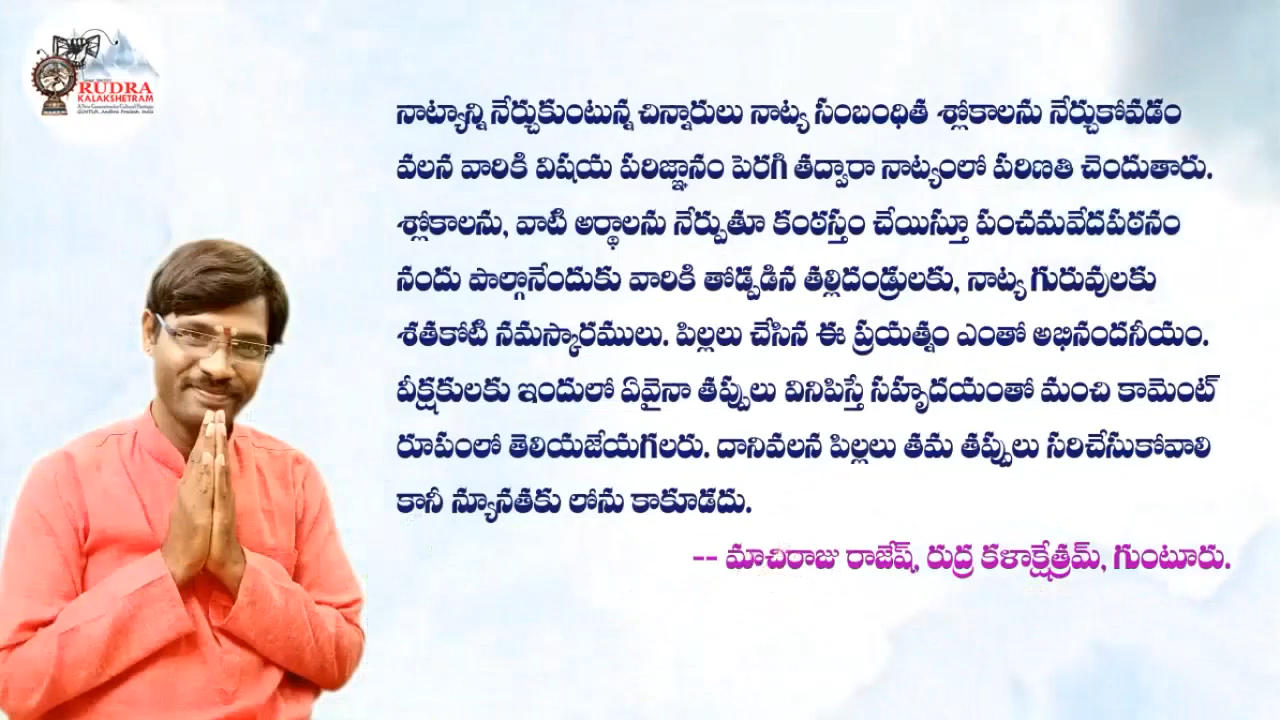 RUDRA
KALAKSHETRAM
నాట్యాన్ని నేర్చుకుంటున్న చిన్నారులు నాట్య సంబంధిత శ్లోకాలను నేర్చుకోవడం
వలన వారికి విషయ పరిజ్ఞానం పెరగి తద్వారా నాట్యంలో పరిణతి చెందుతారు.
శ్లోకాలను, వాటి అర్థాలను నేర్పుతూ కంఠస్తం చేయిస్తూ పంచమవేదపఠనం
నందు పాల్గొనేందుకు వారికి తోడ్పడిన తల్లిదండ్రులకు, నాట్య గురువులకు
శతకోటి నమస్కారములు. పిల్లలు చేసిన ఈ ప్రయత్నం ఎంతో అభినందనీయం.
వీక్షకులకు ఇందులో ఏవైనా తప్పులు వినిపిస్తే సహృదయంతో మంచి కామెంట్
రూపంలో తెలియజేయగలరు. దానివలన పిల్లలు తమ తప్పులు సరిచేసుకోవాలి
కానీ న్యూనతకు లోను కాకూడదు.
-- మాచిరాజు రాజేష్, రుద్ర కళాక్షేత్రమ్, గుంటూరు.